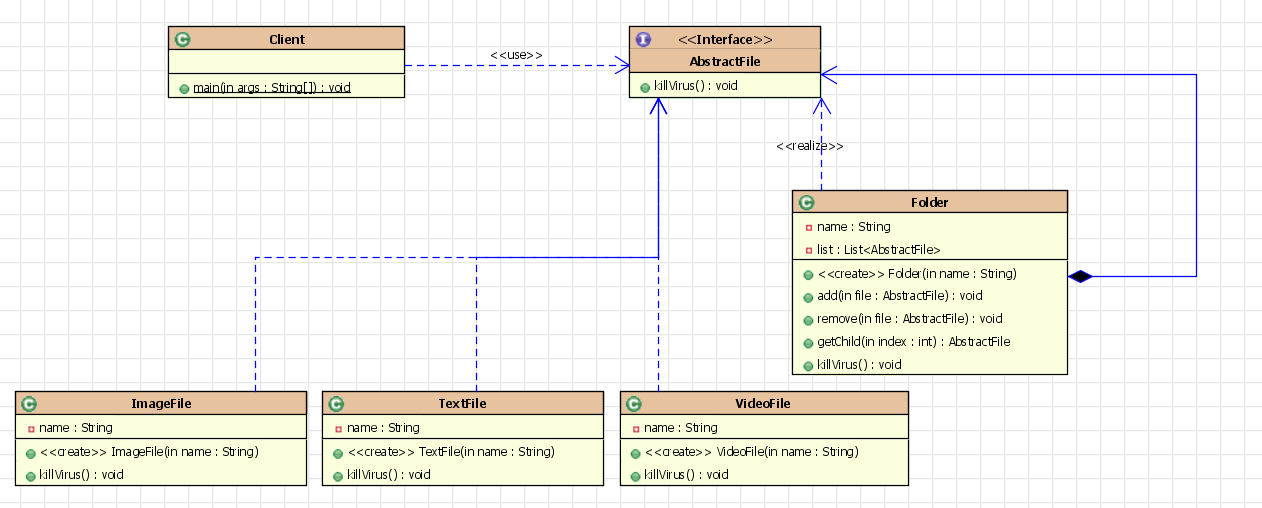 Client
main(in args : String[]) : void
<<use>>
<<Interface>>
AbstractFile
killVirus() : void
<<realize>>
Folder
name : String
list : List<AbstractFile>
<<create>> Folder(in name : String)
add(in file : AbstractFile) : void
remove(in file : AbstractFile) : void
getChild(in index : int) : AbstractFile
killVirus() : void
ImageFile
name : String
<<create>> ImageFile(in name : String)
killVirus() : void
TextFile
name : String
<<create>> TextFile(in name : String)
killVirus() : void
VideoFile
name : String
<<create>> VideoFile(in name : String)
killVirus() : void